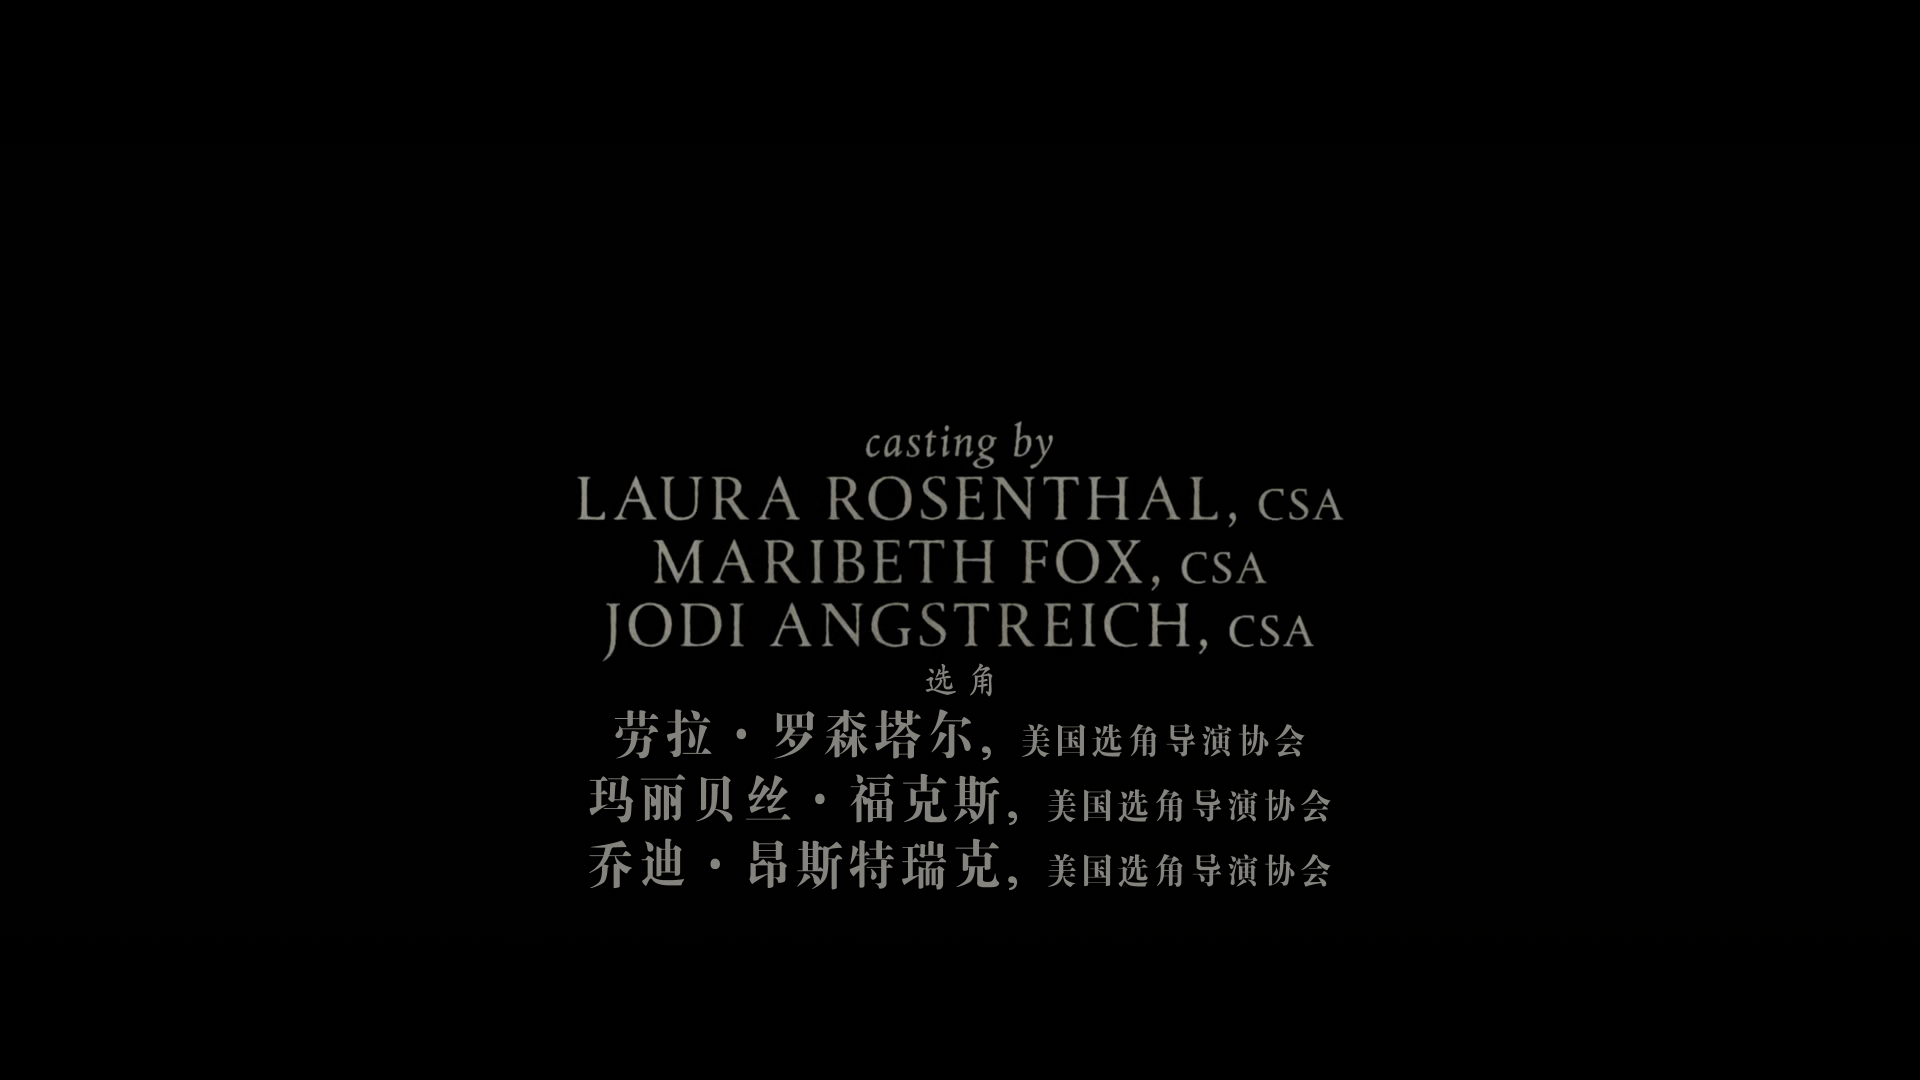 casting by
LAURA ROSENTHAL, CSA
MARIBETH FOX, CSA
JODI ANGSTREICH, CSA
选角
劳拉·罗森塔尔, 美国选角导演协会
玛丽贝丝·福克斯, 美国选角导演协会
乔迪·昂斯特瑞克, 美国选角导演协会